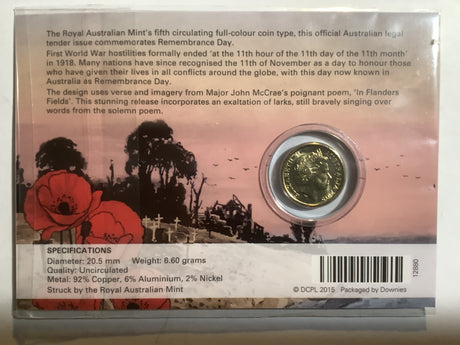 The Royal Australian Mint's fifth circulating full-colour coin type, this official Australian legal
tender issue commemorates Remembrance Day.
First World War hostilities formally ended 'at the 11th hour of the 11th day of the 11th month'
in 1918. Many nations have since recognised the 11th of November as a day to honour those
who have given their lives in all conflicts around the globe, with this day now known in
Australia as Remembrance Day.
The design uses verse and imagery from Major John McCrae's poignant poem, 'In Flanders
Fields'. This stunning release incorporates an exaltation of larks, still bravely singing over
words from the solemn poem.
SPECIFICATIONS
Diameter: 20.5 mm Weight: 6.60 grams
Quality: Uncirculated
Metal: 92% Copper, 6% Aluminium, 2% Nickel
Struck by the Royal Australian Mint
12880
© DCPL 2015 Packaged by Downies